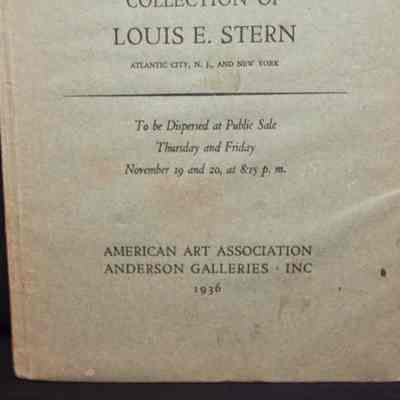 COLLECTION OF
LOUIS E. STERN
ATLANTIC CITY, N. J., AND NEW YORK
To be Dispersed at Public Sale
Thursday and Friday
November 19 and 20, at 8:15 p. m.
AMERICAN ART ASSOCIATION
ANDERSON GALLERIES · INC
1936